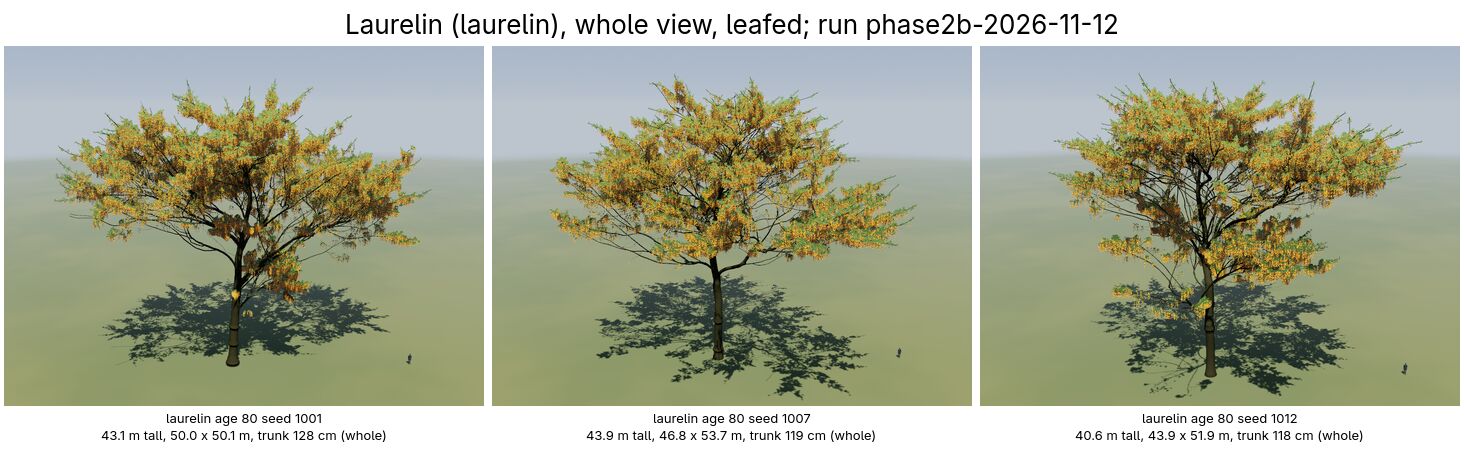 Laurelin (laurelin), whole view, leafed; run phase2b-2026-11-12
laurelin age 80 seed 1001
43.1 m tall, 50.0 x 50.1 m, trunk 128 cm (whole)
laurelin age 80 seed 1007
43.9 m tall, 46.8 x 53.7 m, trunk 119 cm (whole)
laurelin age 80 seed 1012
40.6 m tall, 43.9 x 51.9 m, trunk 118 cm (whole)